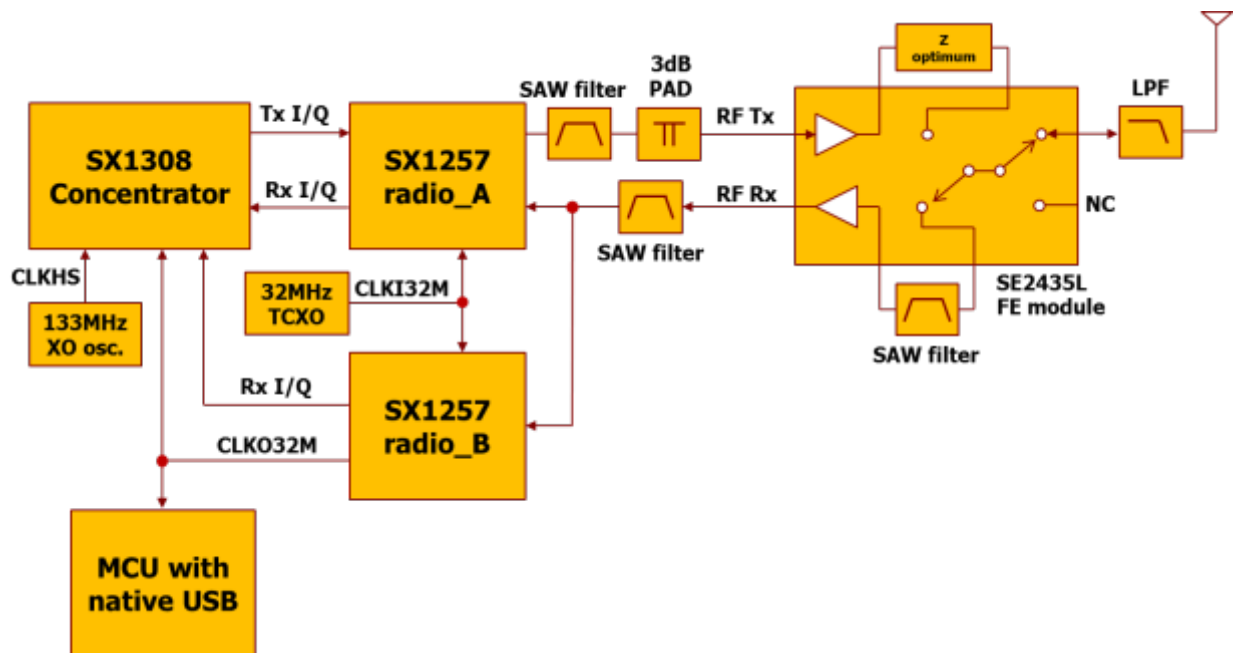 Z
optimum
3dB
PAD
SAW filter
LPF
Tx I/Q
RF Tx
SX1308
Concentrator
SX1257
radio_A
Rx I/Q
RF Rx
NC
SAW filter
CLKHS
32MHz
TCXO
CLKI32M
SE2435L
FE module
133MHz
XO osc.
SAW filter
Rx I/Q
SX1257
radio_B
CLKO32M
MCU with
native USB